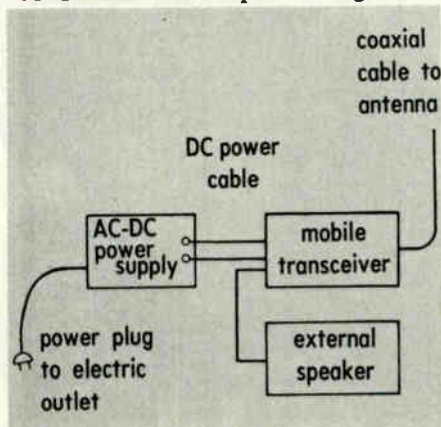 coaxial
cable to
antenna
DC power
cable
AC-DC
power
supply
mobile
transceiver
power plug
to electric
outlet
external
speaker